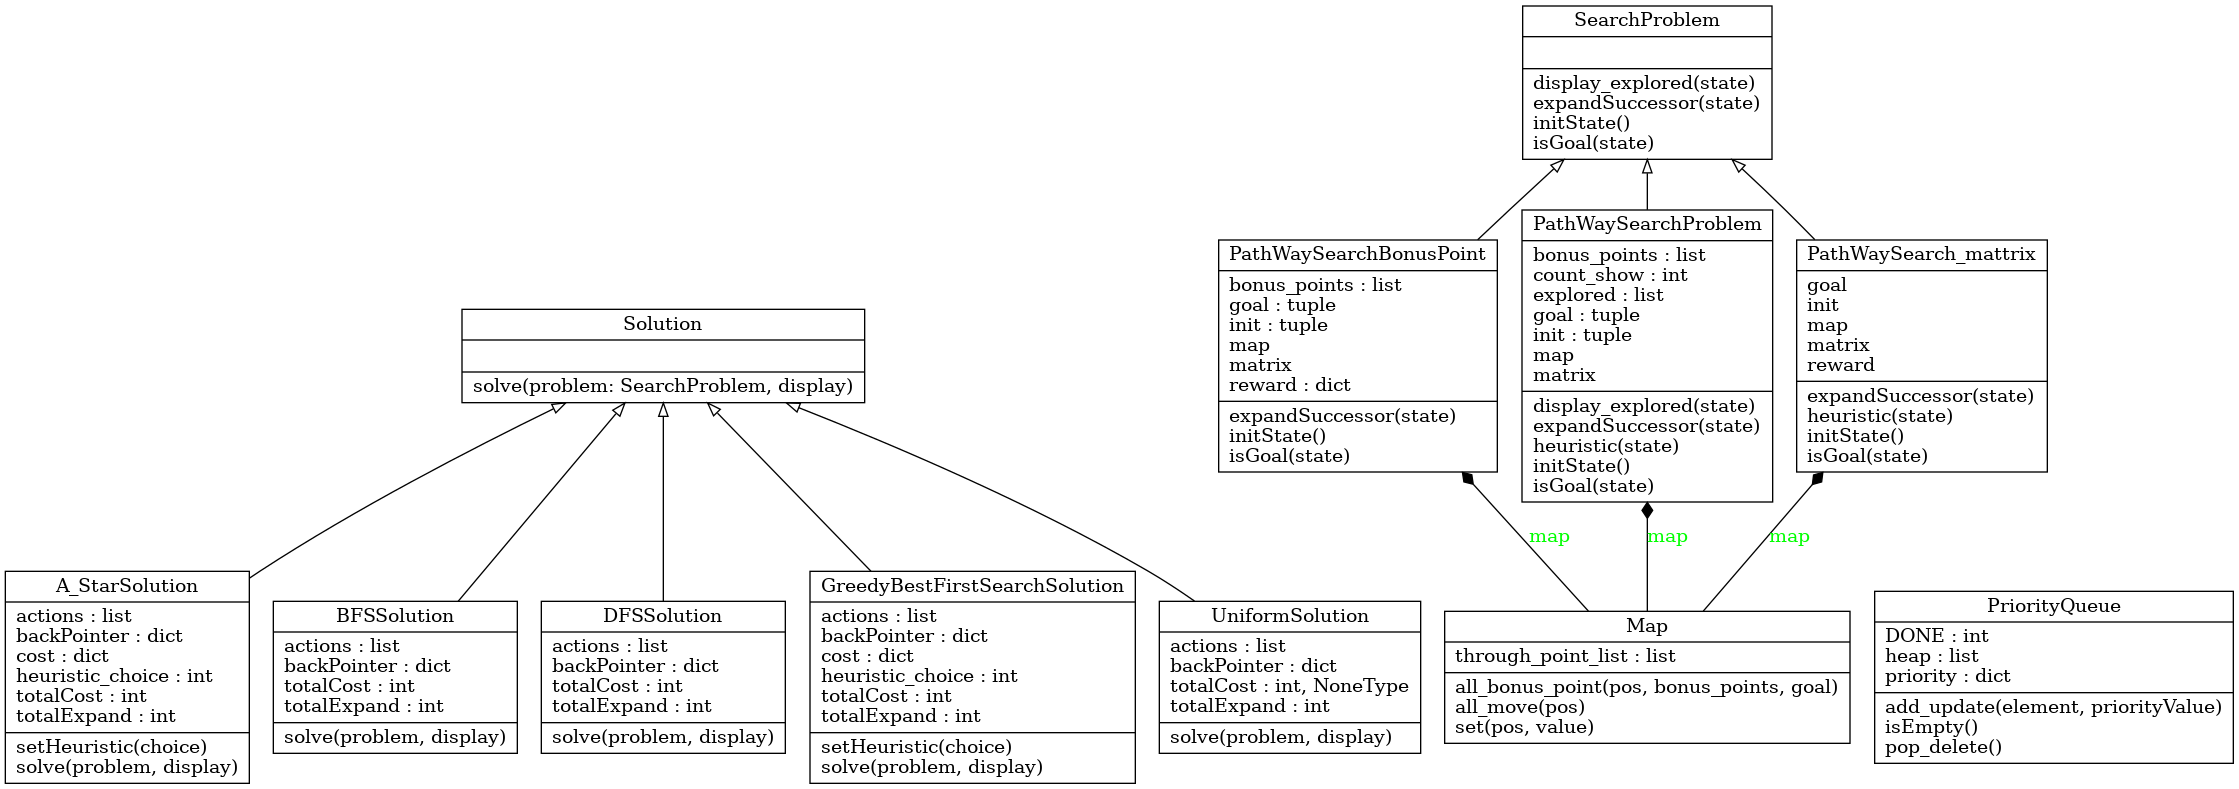 SearchProblem
display_explored(state)
expandSuccessor(state)
initState()
isGoal(state)
PathWaySearchBonusPoint
bonus_points : list
goal : tuple
init : tuple
map
matrix
reward : dict
expandSuccessor(state)
initState()
isGoal(state)
PathWaySearchProblem
bonus_points : list
count_show : int
explored : list
goal : tuple
init : tuple
map
matrix
display_explored(state)
expandSuccessor(state)
heuristic(state)
initState()
isGoal(state)
PathWaySearch_mattrix
goal
init
map
matrix
reward
expandSuccessor(state)
heuristic(state)
initState()
isGoal(state)
Solution
solve(problem: SearchProblem, display)
map
map
map
A_StarSolution
actions : list
backPointer : dict
cost : dict
heuristic_choice : int
totalCost : int
totalExpand : int
setHeuristic(choice)
solve(problem, display)
BFSSolution
actions : list
backPointer : dict
totalCost : int
totalExpand : int
solve(problem, display)
DFSSolution
actions : list
backPointer : dict
totalCost : int
totalExpand : int
solve(problem, display)
GreedyBestFirstSearchSolution
actions : list
backPointer : dict
cost : dict
heuristic_choice : int
totalCost : int
totalExpand : int
setHeuristic(choice)
solve(problem, display)
UniformSolution
actions : list
backPointer : dict
totalCost : int, NoneType
totalExpand : int
solve(problem, display)
Map
through_point_list : list
all_bonus_point(pos, bonus_points, goal)
all_move(pos)
set(pos, value)
PriorityQueue
DONE : int
heap : list
priority : dict
add_update(element, priorityValue)
isEmpty()
pop_delete()